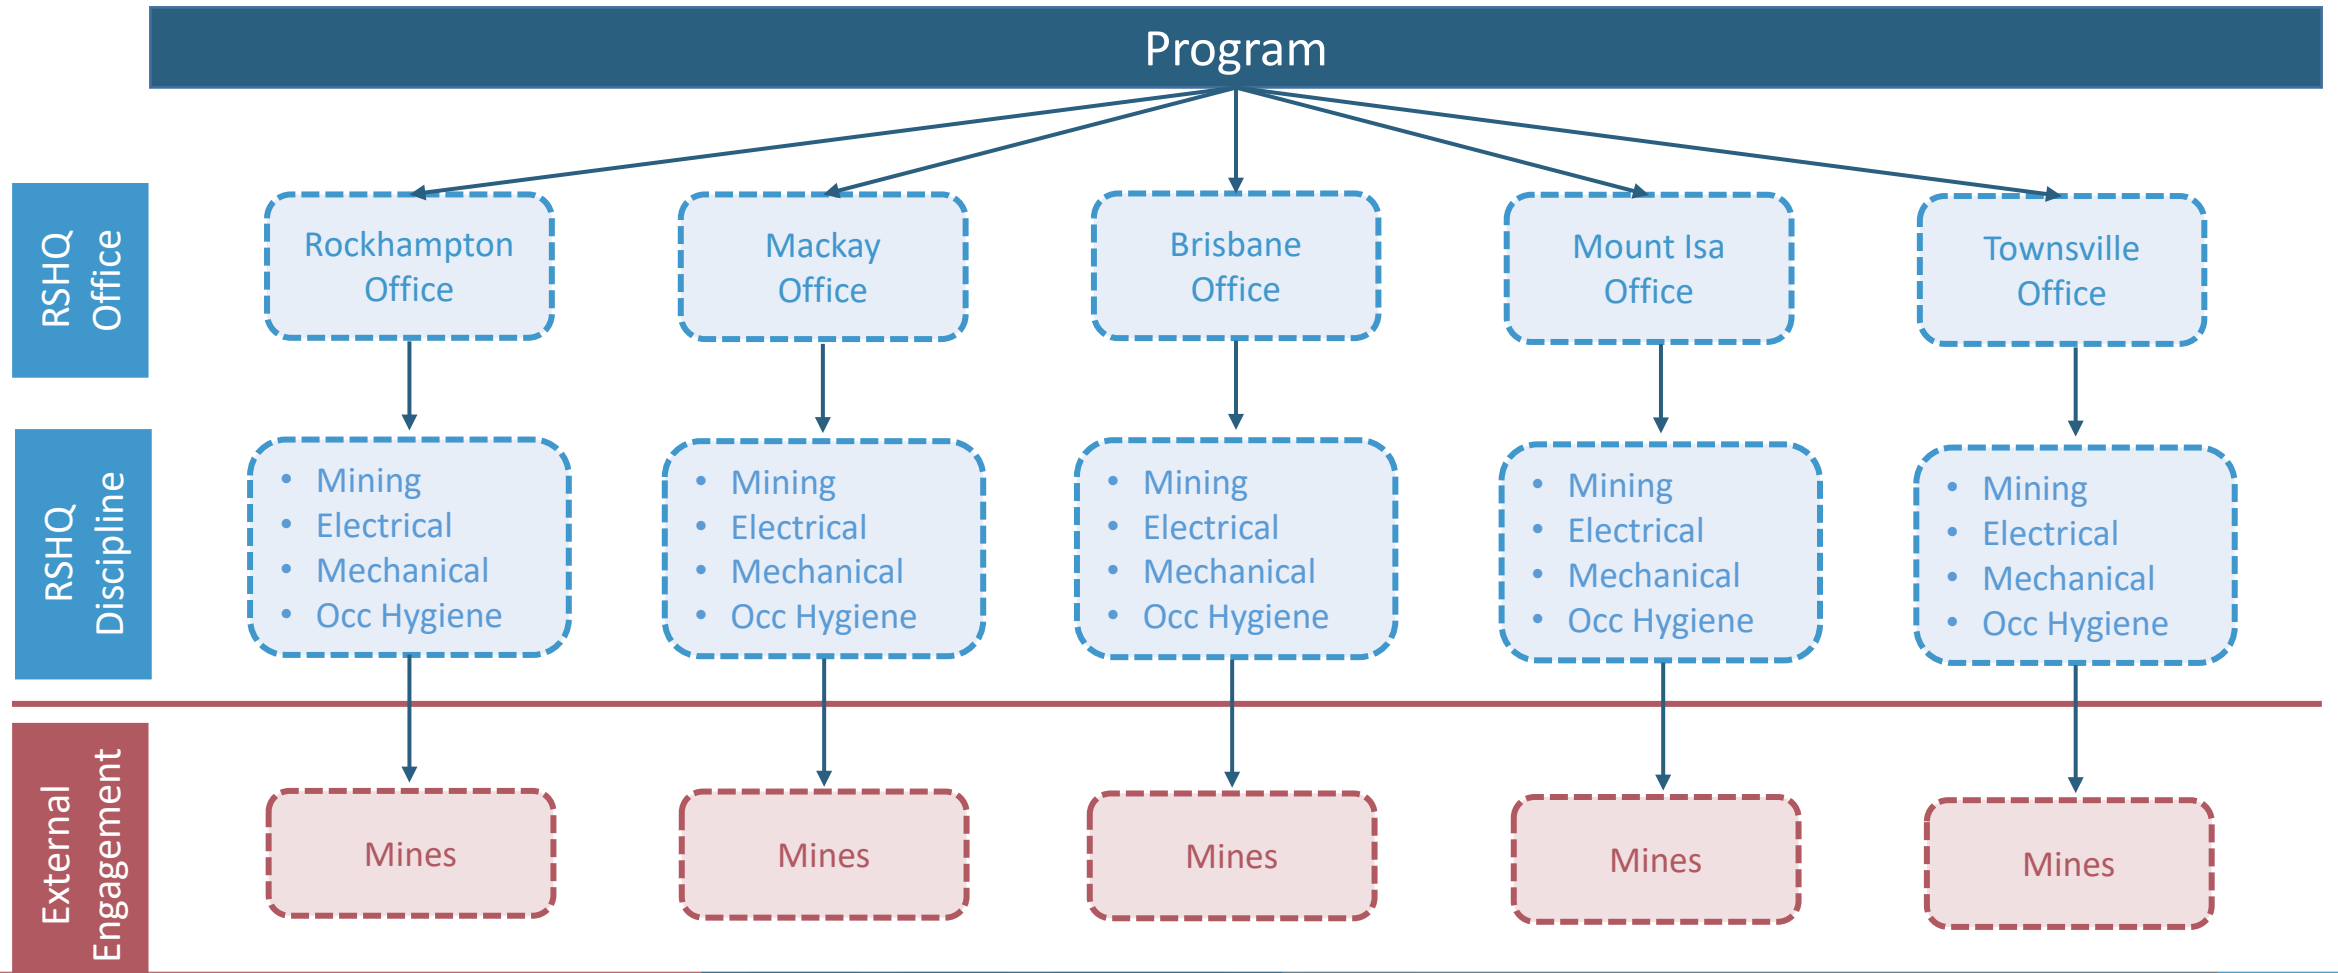 Program
RSHQ
Office
Rockhampton
Office
Mackay
Office
Brisbane
Office
Mount Isa
Office
Townsville
Office
RSHQ
Discipline
• Mining
• Electrical
• Mechanical
• Occ Hygiene
• Mining
• Electrical
• Mechanical
• Occ Hygiene
• Mining
• Electrical
• Mechanical
• Occ Hygiene
• Mining
• Electrical
• Mechanical
• Occ Hygiene
• Mining
• Electrical
• Mechanical
• Occ Hygiene
External
Engagement
Mines
Mines
Mines
Mines
Mines